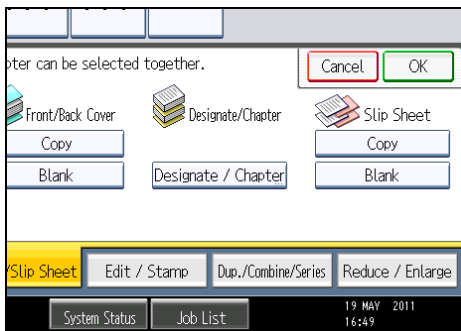 pter can be selected together.
Cancel OK
Front/Back Cover Designate/Chapter Slip Sheet
Copy Copy
Blank Designate / Chapter Blank
/Slip Sheet Edit / Stamp Dup./Combine/Series Reduce / Enlarge
System Status Job List 19 MAY 2011
16:49